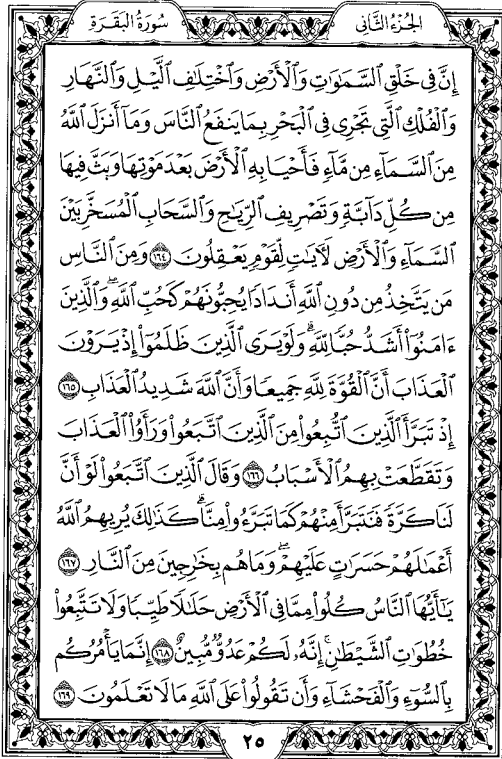 الجزء الثاني
سورة البقرة
إِنَّ فِي خَلْقِ السَّمَٰوَٰتِ وَالْأَرْضِ وَاخْتِلَٰفِ الَّيْلِ وَالنَّهَارِ
وَالْفُلْكِ الَّتِي تَجْرِي فِي الْبَحْرِ بِمَا يَنفَعُ النَّاسَ وَمَا أَنزَلَ اللَّهُ
مِنَ السَّمَاءِ مِن مَّاءٍ فَأَحْيَا بِهِ الْأَرْضَ بَعْدَ مَوْتِهَا وَبَثَّ فِيهَا
مِن كُلِّ دَابَّةٍ وَتَصْرِيفِ الرِّيَٰحِ وَالسَّحَابِ الْمُسَخَّرِ بَيْنَ
السَّمَاءِ وَالْأَرْضِ لَءَايَٰتٍ لِّقَوْمٍ يَعْقِلُونَ ١٦٤ وَمِنَ النَّاسِ
مَن يَتَّخِذُ مِن دُونِ اللَّهِ أَندَادًا يُحِبُّونَهُمْ كَحُبِّ اللَّهِ ۖ وَالَّذِينَ
ءَامَنُوا أَشَدُّ حُبًّا لِّلَّهِ ۗ وَلَوْ يَرَى الَّذِينَ ظَلَمُوا إِذْ يَرَوْنَ
الْعَذَابَ أَنَّ الْقُوَّةَ لِلَّهِ جَمِيعًا وَأَنَّ اللَّهَ شَدِيدُ الْعَذَابِ ١٦٥
إِذْ تَبَرَّأَ الَّذِينَ اتُّبِعُوا مِنَ الَّذِينَ اتَّبَعُوا وَرَأَوُا الْعَذَابَ
وَتَقَطَّعَتْ بِهِمُ الْأَسْبَابُ ١٦٦ وَقَالَ الَّذِينَ اتَّبَعُوا لَوْ أَنَّ
لَنَا كَرَّةً فَنَتَبَرَّأَ مِنْهُمْ كَمَا تَبَرَّءُوا مِنَّا ۗ كَذَٰلِكَ يُرِيهِمُ اللَّهُ
أَعْمَٰلَهُمْ حَسَرَٰتٍ عَلَيْهِمْ ۖ وَمَا هُم بِخَٰرِجِينَ مِنَ النَّارِ ١٦٧
يَٰأَيُّهَا النَّاسُ كُلُوا مِمَّا فِي الْأَرْضِ حَلَٰلًا طَيِّبًا وَلَا تَتَّبِعُوا
خُطُوَٰتِ الشَّيْطَٰنِ ۚ إِنَّهُ لَكُمْ عَدُوٌّ مُّبِينٌ ١٦٨ إِنَّمَا يَأْمُرُكُم
بِالسُّوءِ وَالْفَحْشَاءِ وَأَن تَقُولُوا عَلَى اللَّهِ مَا لَا تَعْلَمُونَ ١٦٩
٢٥